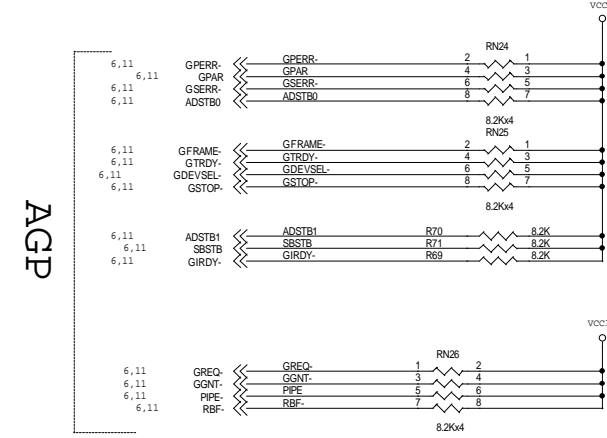 VCC
RN24
6,11 GPERR- GPERR- 2 1
6,11 GPAR GPAR 4 3
6,11 GSERR- GSERR- 6 5
6,11 ADSTB0 ADSTB0 8 7
8.2Kx4
RN25
6,11 GFRAME- GFRAME- 2 1
6,11 GTRDY- GTRDY- 4 3
6,11 GDEVSEL- GDEVSEL- 6 5
6,11 GSTOP- GSTOP- 8 7
8.2Kx4
AGP
6,11 ADSTB1 ADSTB1 R70 8.2K
6,11 SBSTB SBSTB R71 8.2K
6,11 GIRDY- GIRDY- R69 8.2K
RN26
6,11 GREQ- GREQ- 1 2
6,11 GGNT- GGNT- 3 4
6,11 PIPE- PIPE 5 6
6,11 RBF- RBF- 7 8
8.2Kx4